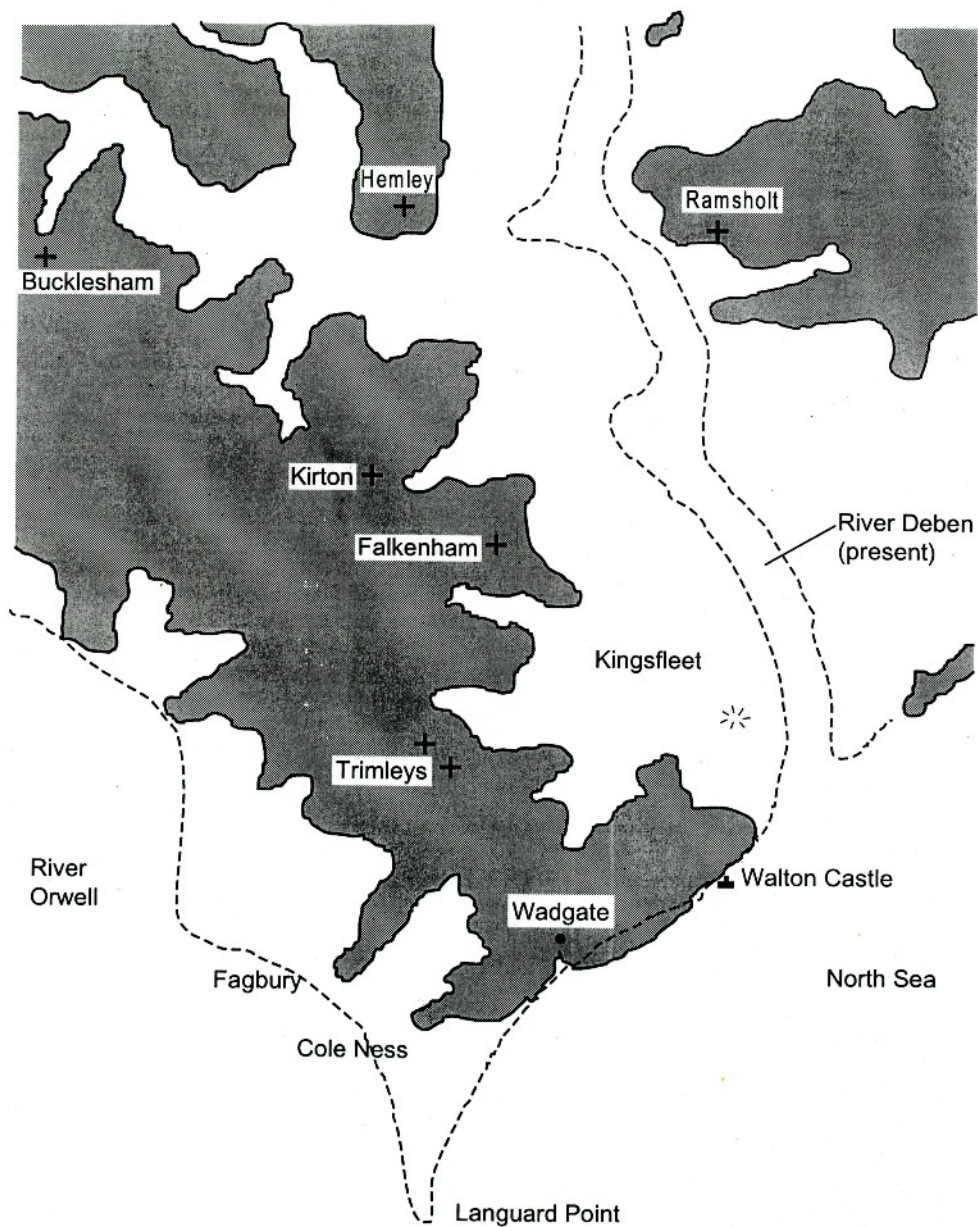 Hemley
Ramsholt
Bucklesham
Kirton
Falkenham
River Deben
(present)
Kingsfleet
Trimleys
Walton Castle
River
Orwell
Wadgate
Fagbury
North Sea
Cole Ness
Languard Point